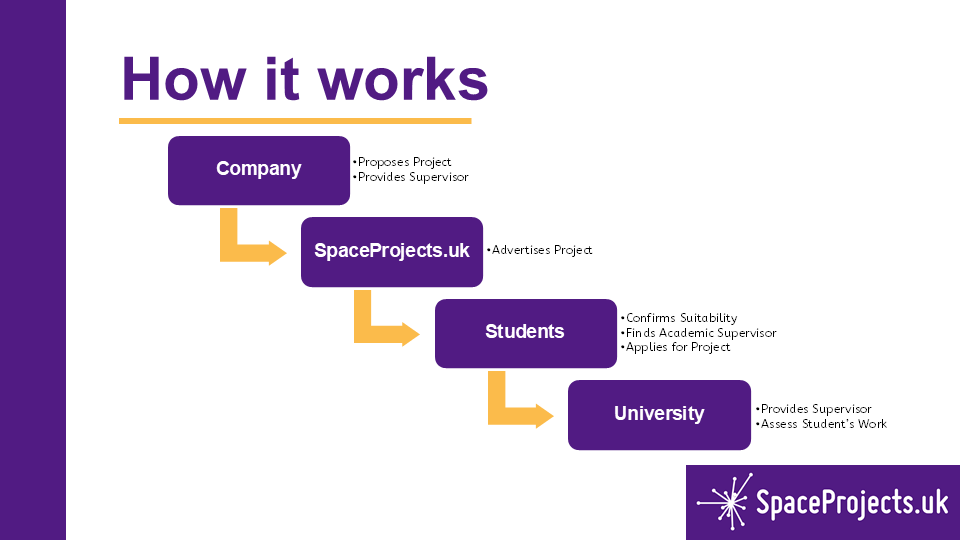 How it works
Company
•Proposes Project
•Provides Supervisor
SpaceProjects.uk
•Advertises Project
Students
•Confirms Suitability
•Finds Academic Supervisor
•Applies for Project
University
•Provides Supervisor
•Assess Student's Work
SpaceProjects.uk